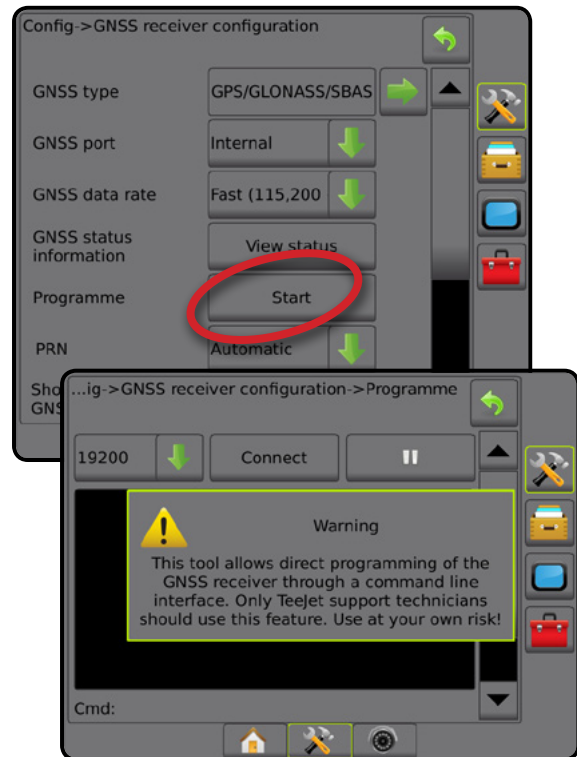 Config->GNSS receiver configuration
GNSS type GPS/GLONASS/SBAS
GNSS port Internal
GNSS data rate Fast (115,200
GNSS status
information View status
Programme Start
PRN Automatic
Sho
GNS
...ig->GNSS receiver configuration->Programme
19200 Connect
Warning
This tool allows direct programming of the
GNSS receiver through a command line
interface. Only TeeJet support technicians
should use this feature. Use at your own risk!
Cmd: